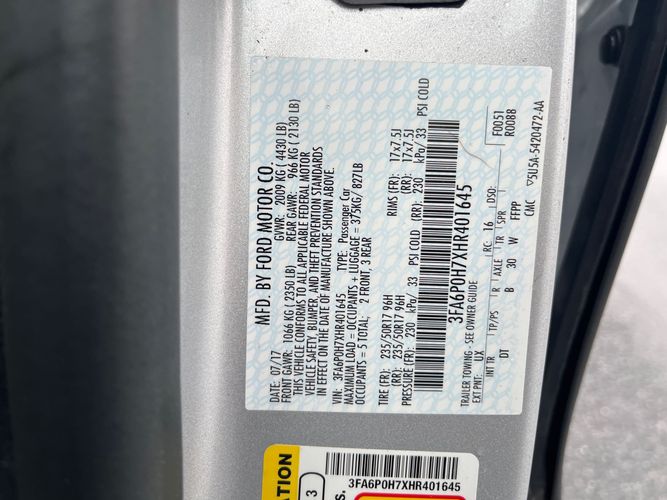 MFD. BY FORD MOTOR CO.
DATE: 07/17 GVWR: 2009 KG ( 4430 LB)
FRONT GAWR: 1066 KG ( 2350 LB) REAR GAWR: 966 KG ( 2130 LB)
THIS VEHICLE CONFORMS TO ALL APPLICABLE FEDERAL MOTOR
VEHICLE SAFETY, BUMPER, AND THEFT PREVENTION STANDARDS
IN EFFECT ON THE DATE OF MANUFACTURE SHOWN ABOVE.
VIN: 3FA6P0H7XHR401645 TYPE: Passenger Car
MAXIMUM LOAD = OCCUPANTS + LUGGAGE = 375KG/ 827LB
OCCUPANTS = 5 TOTAL; 2 FRONT, 3 REAR
TIRE (FR): 235/50R17 96H RIMS (FR): 17x7.5J
(RR): 235/50R17 96H (RR): 17x7.5J
PRESSURE (FR): 230 kPa/ 33 PSI COLD (RR) 230 kPa/ 33 PSI COLD
3FA6P0H7XHR401645
TRAILER TOWING - SEE OWNER GUIDE F0051
EXT PNT: UX RC: 16 DSO: R0088
INT TR TP/PS R AXLE TR SPR
DT B 30 W FFPP
CMC ▽5U5A-5420472-AA
3FA6P0H7XHR401645
3